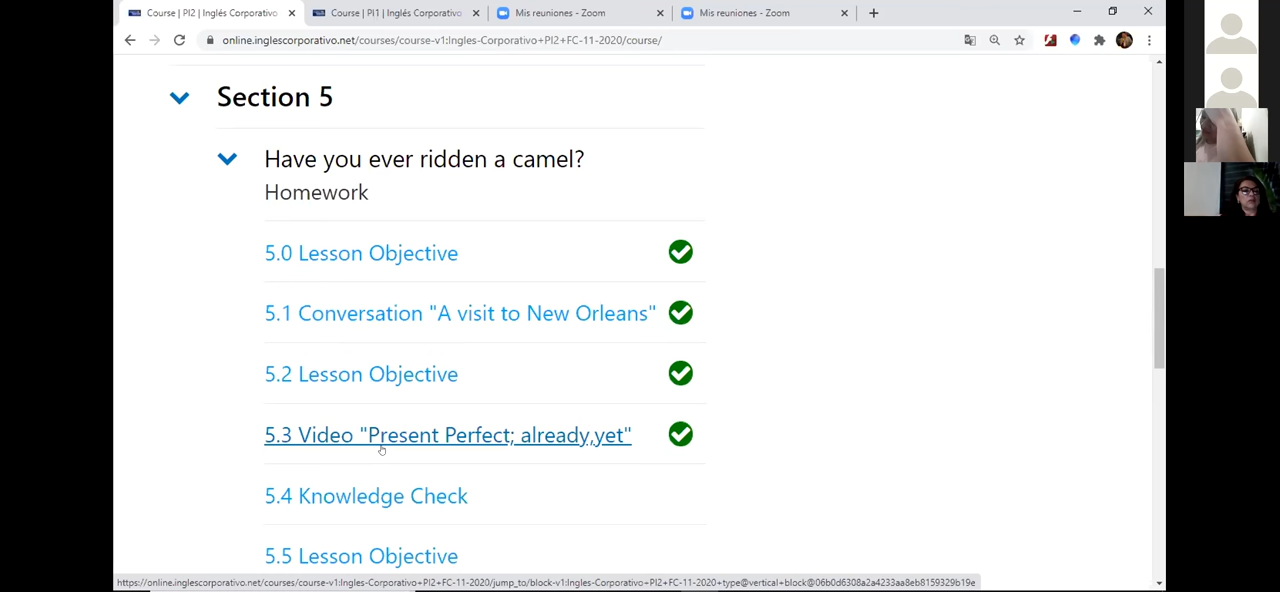 Course | PI2 | Inglés Corporativo
Course | PI1 | Inglés Corporativo
Mis reuniones - Zoom
Mis reuniones - Zoom
online.inglescorporativo.net/courses/course-v1:Ingles-Corporativo+PI2+FC-11-2020/course/
Section 5
Have you ever ridden a camel?
Homework
5.0 Lesson Objective
5.1 Conversation "A visit to New Orleans"
5.2 Lesson Objective
5.3 Video "Present Perfect; already,yet"
5.4 Knowledge Check
5.5 Lesson Objective
https://online.inglescorporativo.net/courses/course-v1:Ingles-Corporativo+PI2+FC-11-2020/jump_to/block-v1:Ingles-Corporativo+PI2+FC-11-2020+type@vertical+block@06b0d6308a2a4233aa8eb8159329b19e